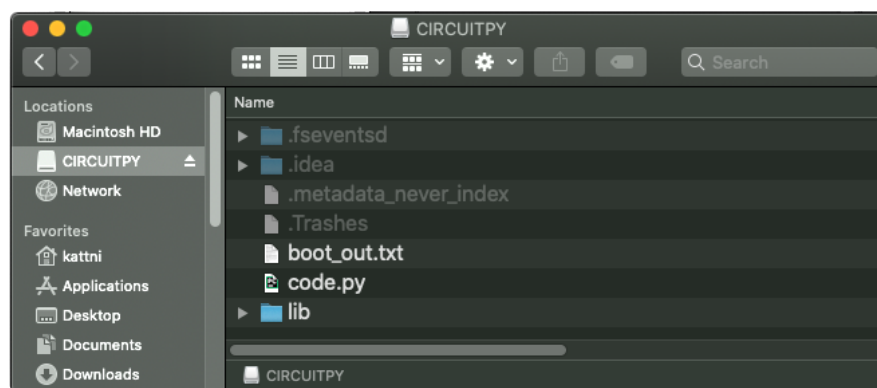 CIRCUITPY
Search
Locations
Macintosh HD
CIRCUITPY
Network
Favorites
kattni
Applications
Desktop
Documents
Downloads
Name
.fseventsd
.idea
.metadata_never_index
.Trashes
boot_out.txt
code.py
lib
CIRCUITPY